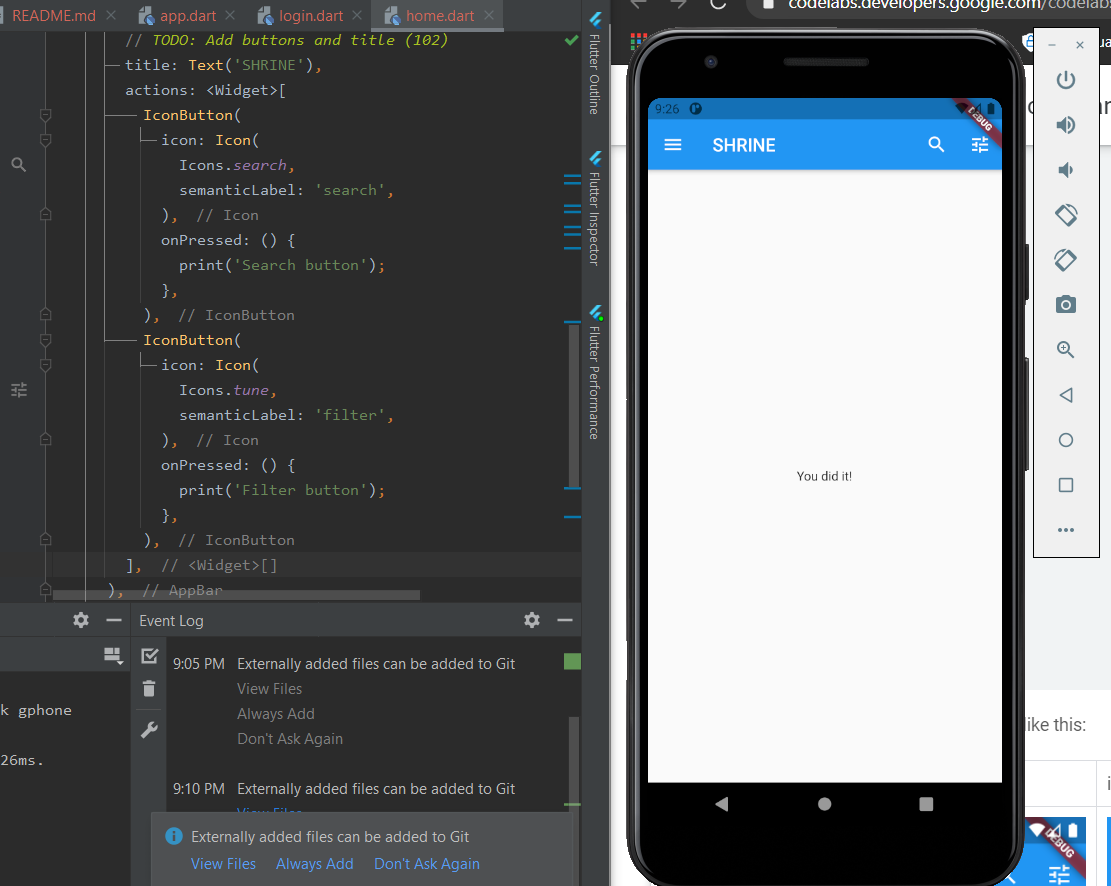 README.md
app.dart
login.dart
home.dart
// TODO: Add buttons and title (102)
title: Text('SHRINE'),
actions: <Widget>[
IconButton(
icon: Icon(
Icons.search,
semanticLabel: 'search',
), // Icon
onPressed: () {
print('Search button');
},
), // IconButton
IconButton(
icon: Icon(
Icons.tune,
semanticLabel: 'filter',
), // Icon
onPressed: () {
print('Filter button');
},
), // IconButton
], // <Widget>[]
), // AppBar
Flutter Outline
Flutter Inspector
Flutter Performance
Event Log
k gphone
26ms.
9:05 PM Externally added files can be added to Git
View Files
Always Add
Don't Ask Again
9:10 PM Externally added files can be added to Git
View Files
Externally added files can be added to Git
View Files Always Add Don't Ask Again
codelabs.developers.google.com/codelabs
9:26
DEBUG
SHRINE
You did it!
like this:
DEBUG